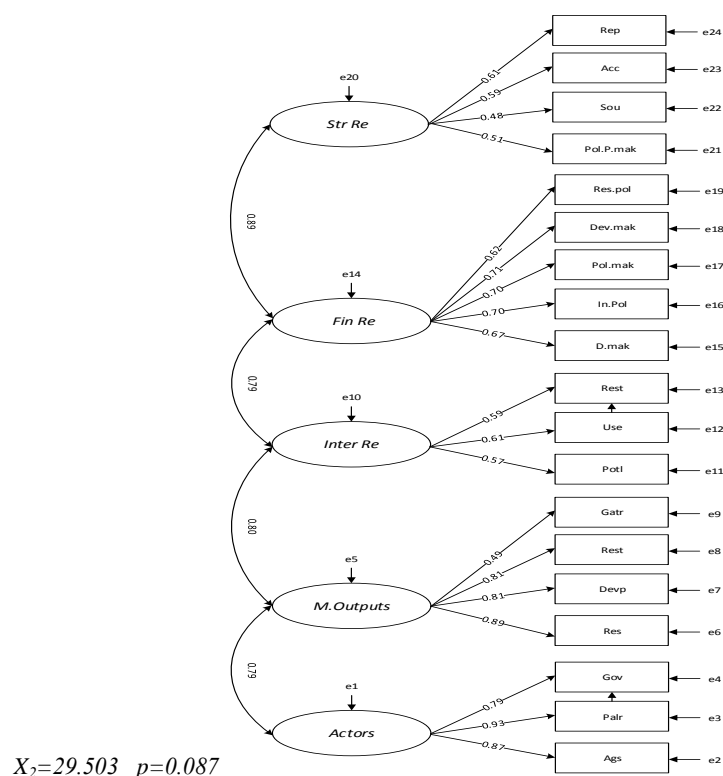 Rep e24
e20 0.61 Acc e23
0.59
Str Re 0.48 Sou e22
0.51 Pol.P.mak e21
Res.pol e19
0.89 0.62 Dev.mak e18
0.71
e14 0.70 Pol.mak e17
Fin Re 0.70 In.Pol e16
0.67 D.mak e15
0.79
e10 0.59 Rest e13
Inter Re 0.61 Use e12
0.57 Potl e11
0.80 Gatr e9
0.49
e5 0.81 Rest e8
M.Outputs 0.81 Devp e7
0.89 Res e6
0.79
e1 0.79 Gov e4
Actors 0.93 Palr e3
0.87 Ags e2
X2=29.503 p=0.087